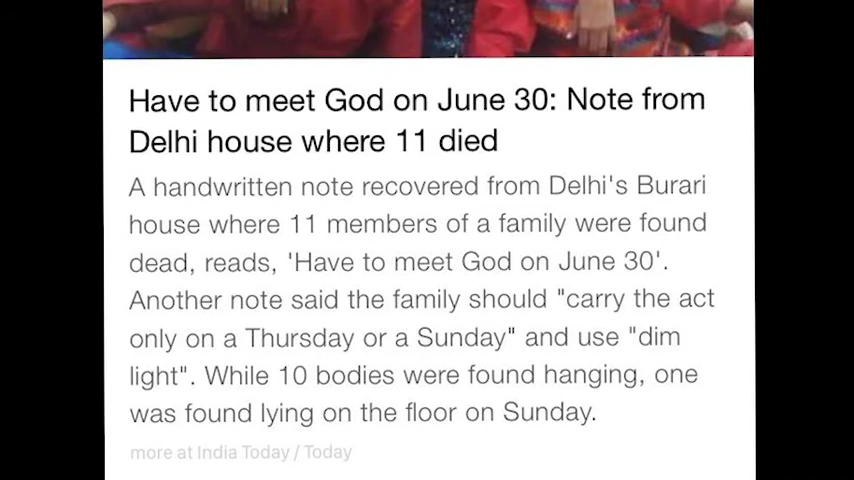 Have to meet God on June 30: Note from
Delhi house where 11 died
A handwritten note recovered from Delhi's Burari
house where 11 members of a family were found
dead, reads, 'Have to meet God on June 30'.
Another note said the family should "carry the act
only on a Thursday or a Sunday" and use "dim
light". While 10 bodies were found hanging, one
was found lying on the floor on Sunday.
more at India Today / Today